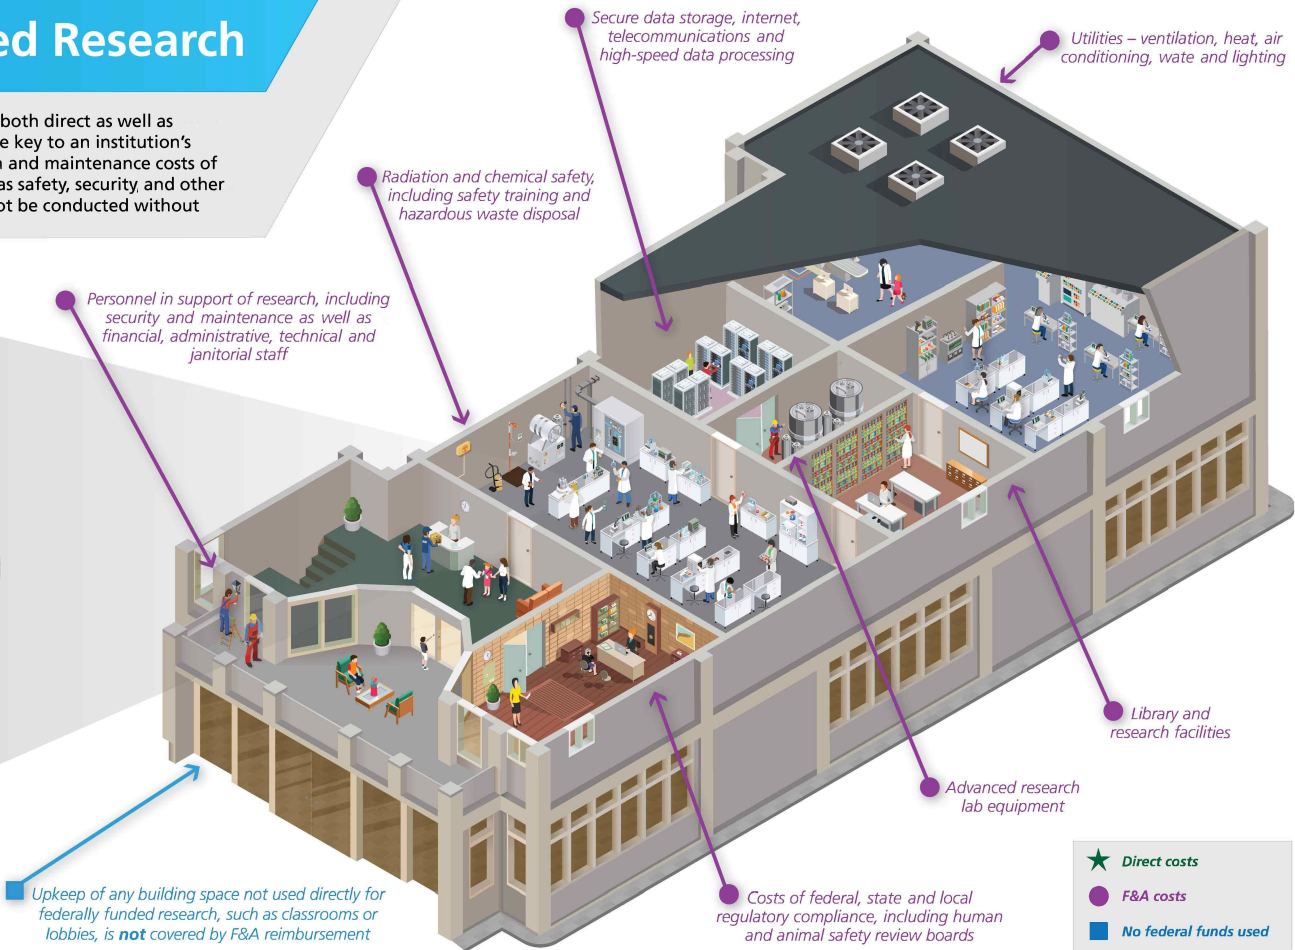 ed Research
both direct as well as
e key to an institution's
n and maintenance costs of
as safety, security, and other
ot be conducted without
Secure data storage, internet,
telecommunications and
high-speed data processing
Utilities – ventilation, heat, air
conditioning, wate and lighting
Radiation and chemical safety,
including safety training and
hazardous waste disposal
Personnel in support of research, including
security and maintenance as well as
financial, administrative, technical and
janitorial staff
Library and
research facilities
Advanced research
lab equipment
Costs of federal, state and local
regulatory compliance, including human
and animal safety review boards
Upkeep of any building space not used directly for
federally funded research, such as classrooms or
lobbies, is not covered by F&A reimbursement
Direct costs
F&A costs
No federal funds used